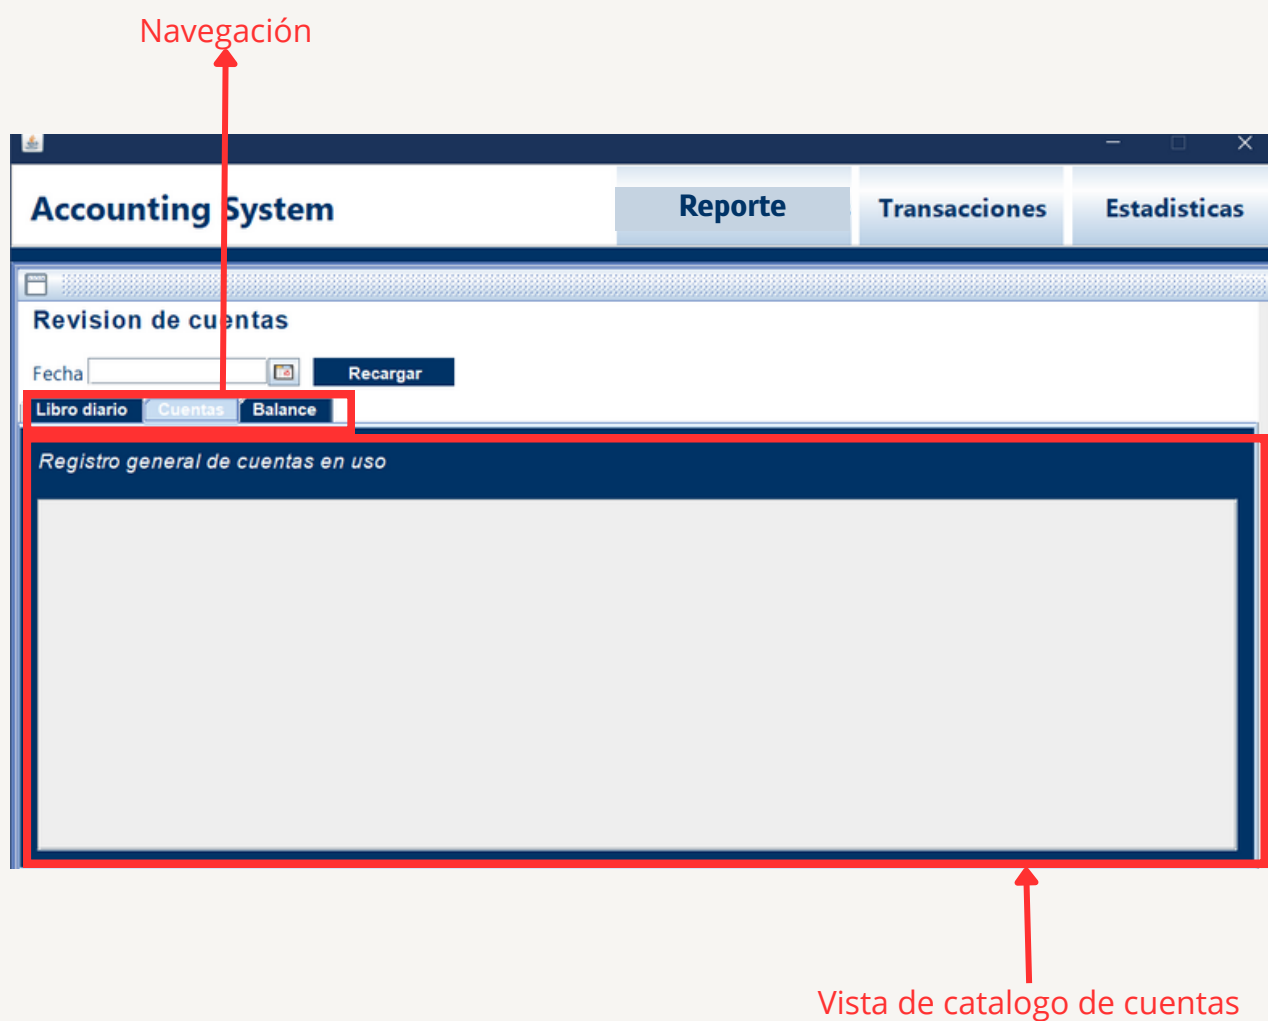 Navegación
Accounting System
Reporte
Transacciones
Estadisticas
Revision de cuentas
Fecha
Recargar
Libro diario
Cuentas
Balance
Registro general de cuentas en uso
Vista de catalogo de cuentas